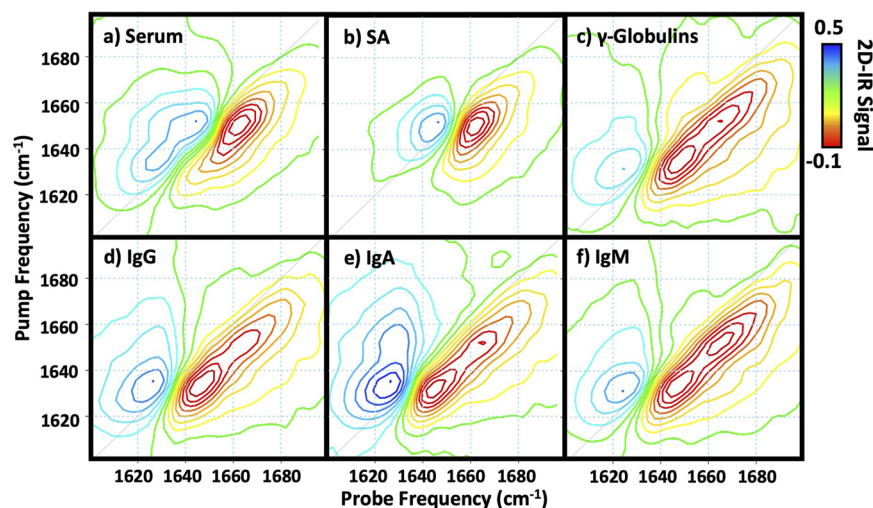 a) Serum
b) SA
c) γ-Globulins
0.5
-0.1
2D-IR Signal
1680
1660
1640
1620
d) IgG
e) IgA
f) IgM
1680
1660
1640
1620
Pump Frequency (cm-1)
1620 1640 1660 1680 1620 1640 1660 1680 1620 1640 1660 1680
Probe Frequency (cm-1)